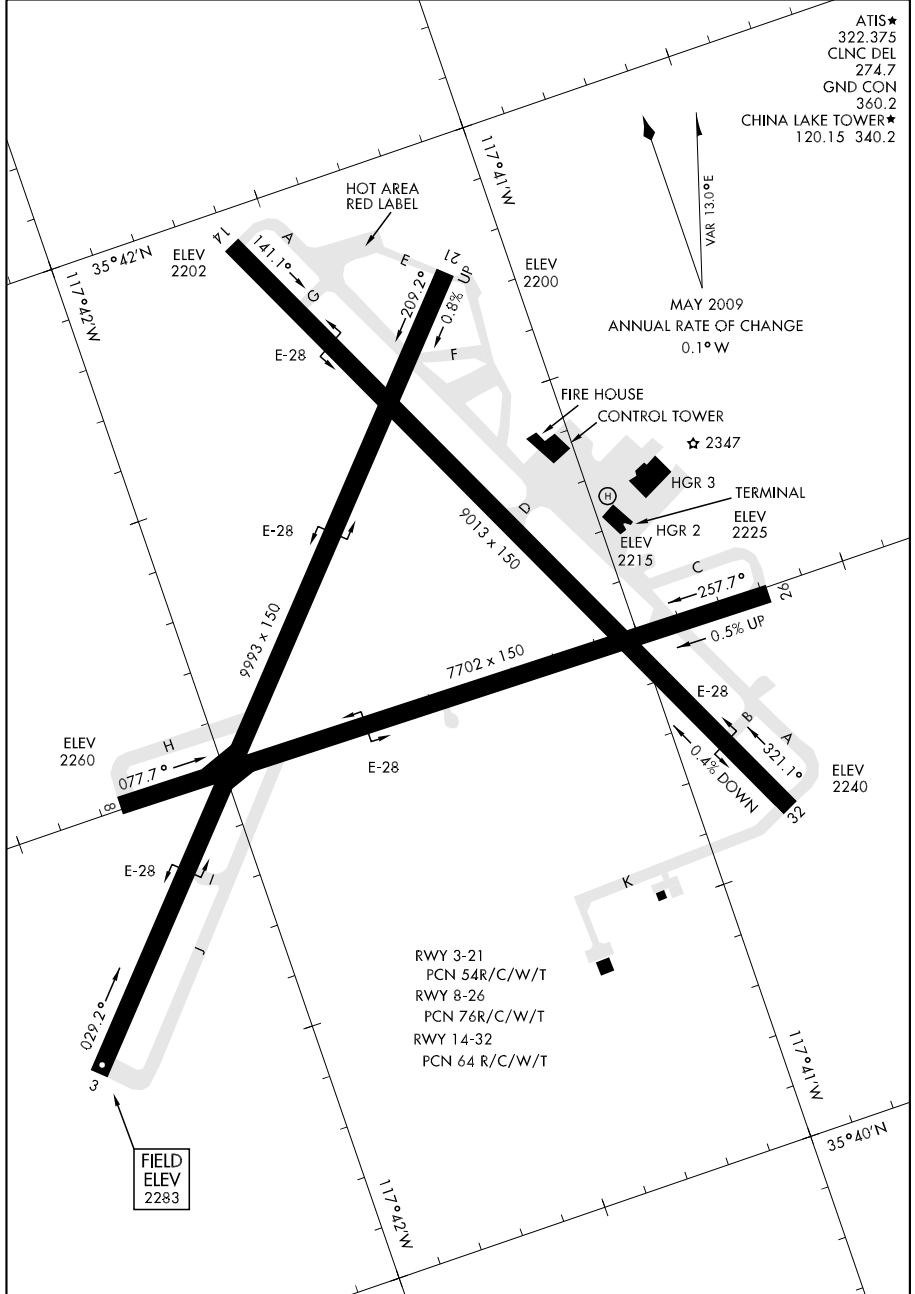 ATIS★
322.375
CLNC DEL
274.7
GND CON
360.2
CHINA LAKE TOWER★
120.15 340.2
117°41'W
VAR 13.0°E
MAY 2009
ANNUAL RATE OF CHANGE
0.1° W
HOT AREA
RED LABEL
35°42'N
117°42'W
ELEV
2202
14
A
141.1°
G
E-28
E
21
209.2°
0.8% UP
F
ELEV
2200
FIRE HOUSE
CONTROL TOWER
☆ 2347
HGR 3
H
TERMINAL
HGR 2
ELEV
2215
ELEV
2225
D
9013 x 150
E-28
C
257.7°
26
0.5% UP
9993 x 150
7702 x 150
E-28
B
A
321.1°
0.4% DOWN
32
ELEV
2240
ELEV
2260
H
077.7°
8
E-28
E-28
I
J
K
029.2°
3
RWY 3-21
PCN 54R/C/W/T
RWY 8-26
PCN 76R/C/W/T
RWY 14-32
PCN 64 R/C/W/T
FIELD
ELEV
2283
117°42'W
117°41'W
35°40'N